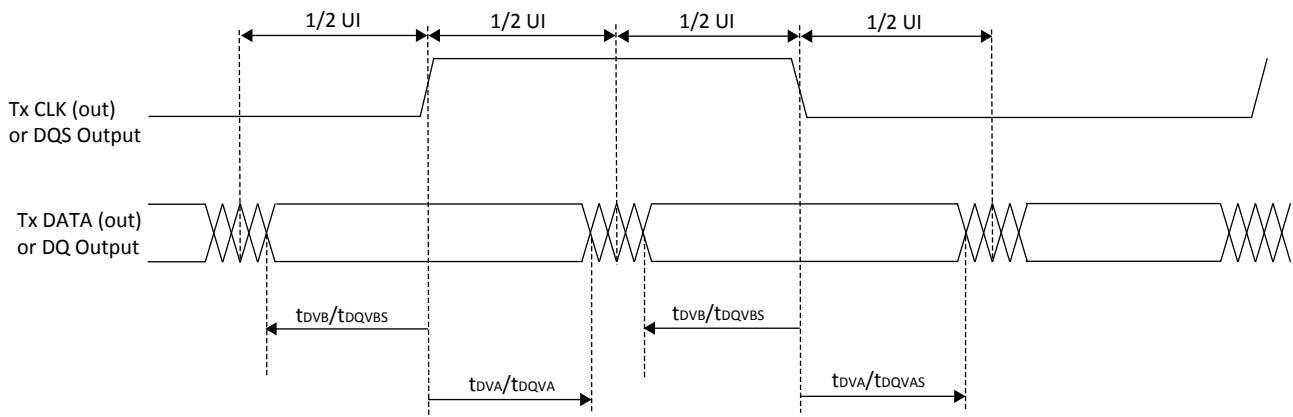 1/2 UI
1/2 UI
1/2 UI
1/2 UI
Tx CLK (out)
or DQS Output
Tx DATA (out)
or DQ Output
tDVB/tDQVBS
tDVB/tDQVBS
tDVA/tDQVA
tDVA/tDQVAS